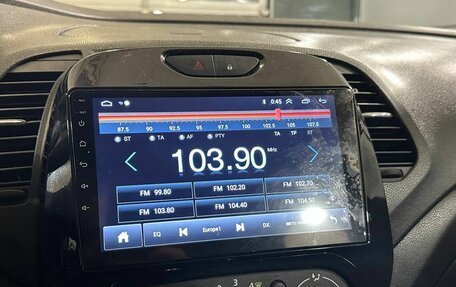 0:45
87.5 90 92.5 95 97.5 100 102.5 105 107.5
ST TA AF PTY TA TP ST
103.90 MHz
FM 99.80 FM 102.20 FM 102.70
FM 103.80 FM 104.40 FM 104.50
EQ Europe1 DX